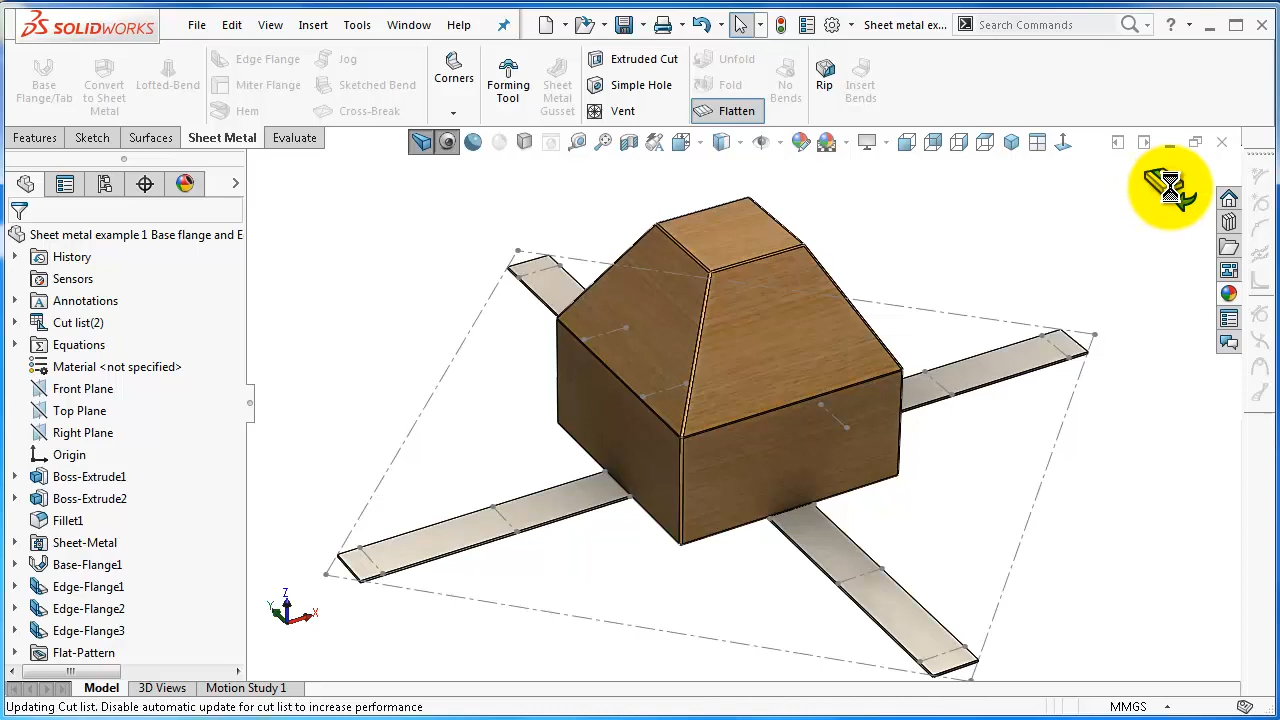 SOLIDWORKS File Edit View Insert Tools Window Help Sheet metal ex... Search Commands ?
Base Flange/Tab
Convert to Sheet Metal
Lofted-Bend
Edge Flange
Miter Flange
Hem
Jog
Sketched Bend
Cross-Break
Corners
Forming Tool
Sheet Metal Gusset
Extruded Cut
Simple Hole
Vent
Unfold
Fold
Flatten
No Bends
Rip
Insert Bends
Features Sketch Surfaces Sheet Metal Evaluate
Sheet metal example 1 Base flange and E
History
Sensors
Annotations
Cut list(2)
Equations
Material <not specified>
Front Plane
Top Plane
Right Plane
Origin
Boss-Extrude1
Boss-Extrude2
Fillet1
Sheet-Metal
Base-Flange1
Edge-Flange1
Edge-Flange2
Edge-Flange3
Flat-Pattern
Z
Y
X
Model 3D Views Motion Study 1
Updating Cut list. Disable automatic update for cut list to increase performance MMGS